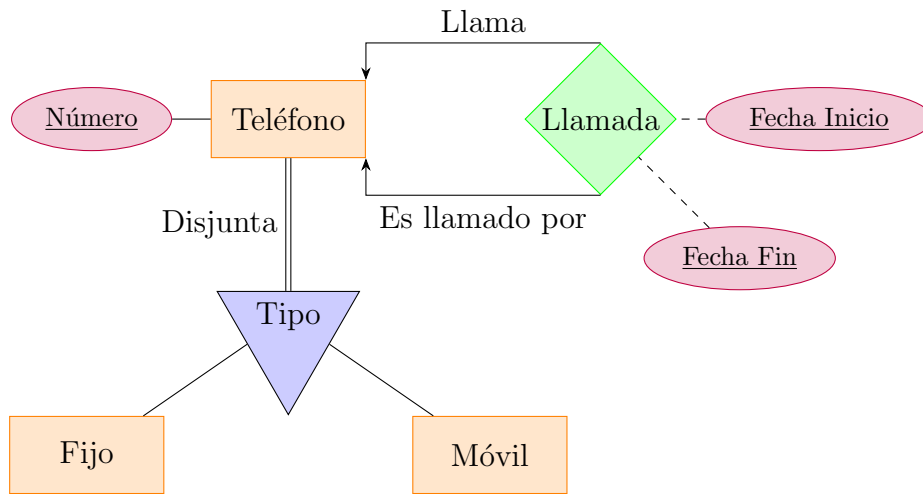 Llama
Número
Teléfono
Llamada
Fecha Inicio
Disjunta
Es llamado por
Fecha Fin
Tipo
Fijo
Móvil